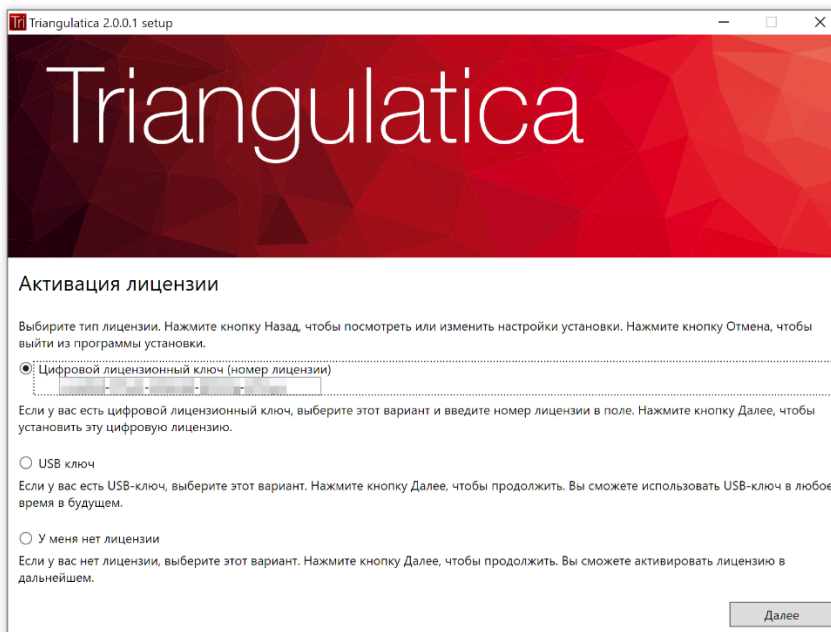 Triangulatica 2.0.0.1 setup
Triangulatica
Активация лицензии
Выбирите тип лицензии. Нажмите кнопку Назад, чтобы посмотреть или изменить настройки установки. Нажмите кнопку Отмена, чтобы
выйти из программы установки.
Цифровой лицензионный ключ (номер лицензии)
Если у вас есть цифровой лицензионный ключ, выберите этот вариант и введите номер лицензии в поле. Нажмите кнопку Далее, чтобы
установить эту цифровую лицензию.
USB ключ
Если у вас есть USB-ключ, выберите этот вариант. Нажмите кнопку Далее, чтобы продолжить. Вы сможете использовать USB-ключ в любое
время в будущем.
У меня нет лицензии
Если у вас нет лицензии, выберите этот вариант. Нажмите кнопку Далее, чтобы продолжить. Вы сможете активировать лицензию в
дальнейшем.
Далее